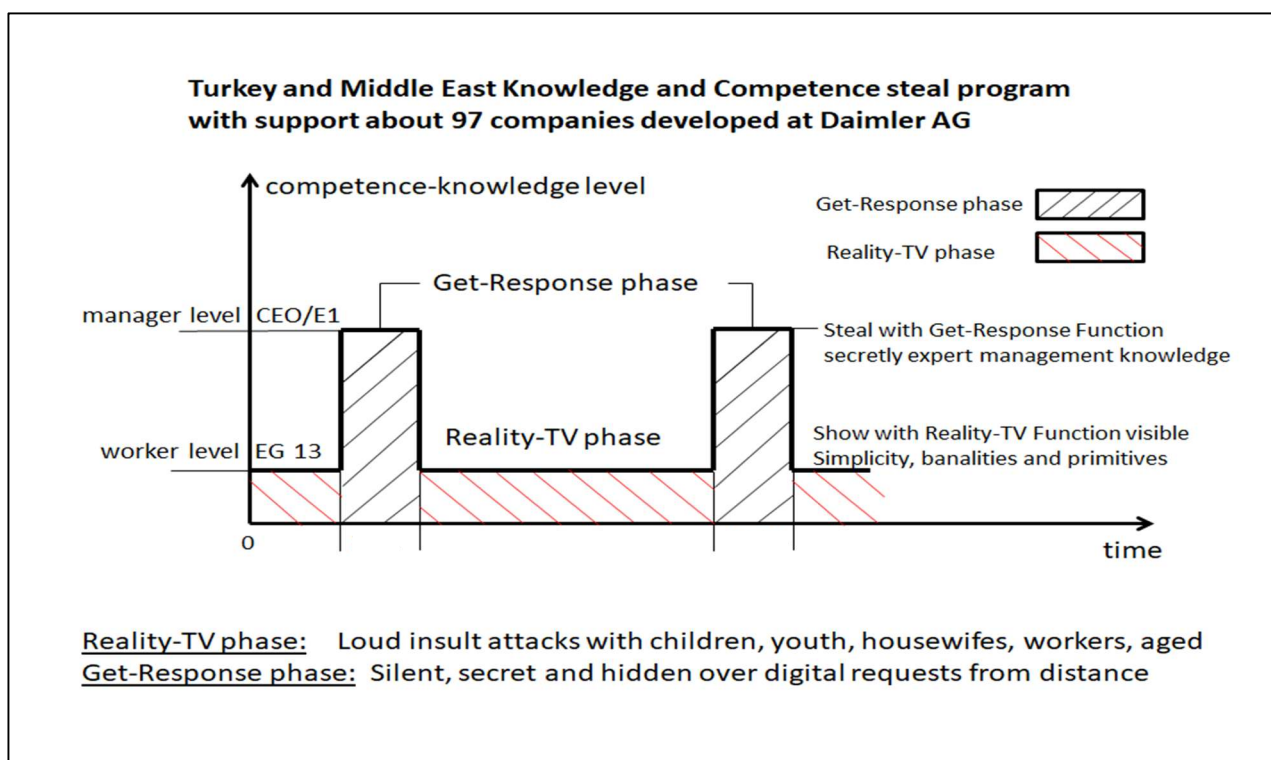 Turkey and Middle East Knowledge and Competence steal program
with support about 97 companies developed at Daimler AG
competence-knowledge level
Get-Response phase
Reality-TV phase
Get-Response phase
manager level CEO/E1
Steal with Get-Response Function
secretly expert management knowledge
worker level EG 13
Reality-TV phase
Show with Reality-TV Function visible
Simplicity, banalities and primitives
0
time
Reality-TV phase: Loud insult attacks with children, youth, housewifes, workers, aged
Get-Response phase: Silent, secret and hidden over digital requests from distance